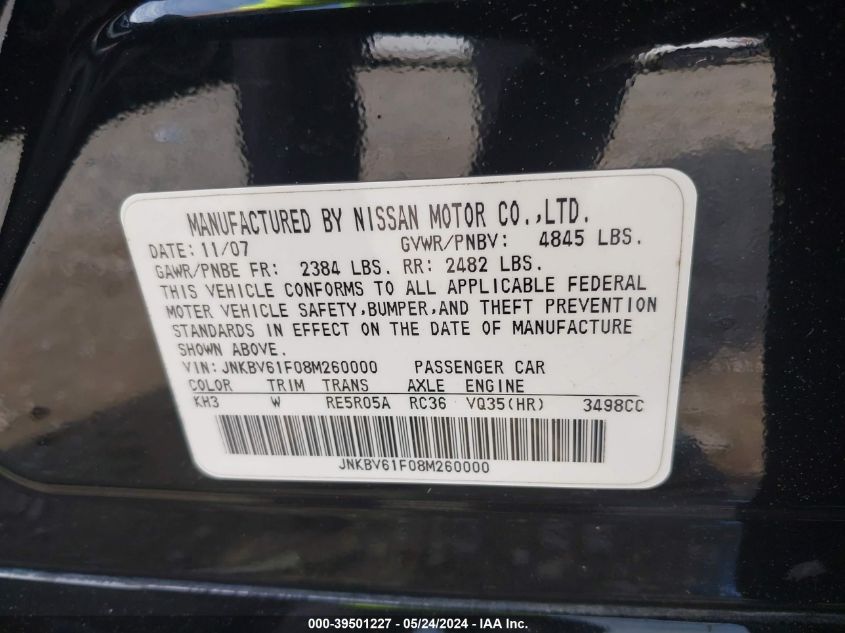 MANUFACTURED BY NISSAN MOTOR CO.,LTD.
DATE: 11/07 GVWR/PNBV: 4845 LBS.
GAWR/PNBE FR: 2384 LBS. RR: 2482 LBS.
THIS VEHICLE CONFORMS TO ALL APPLICABLE FEDERAL
MOTER VEHICLE SAFETY,BUMPER,AND THEFT PREVENTION
STANDARDS IN EFFECT ON THE DATE OF MANUFACTURE
SHOWN ABOVE.
VIN: JNKBV61F08M260000 PASSENGER CAR
COLOR TRIM TRANS AXLE ENGINE
KH3 W RE5R05A RC36 VQ35(HR) 3498CC
JNKBV61F08M260000
000-39501227 - 05/24/2024 - IAA Inc.